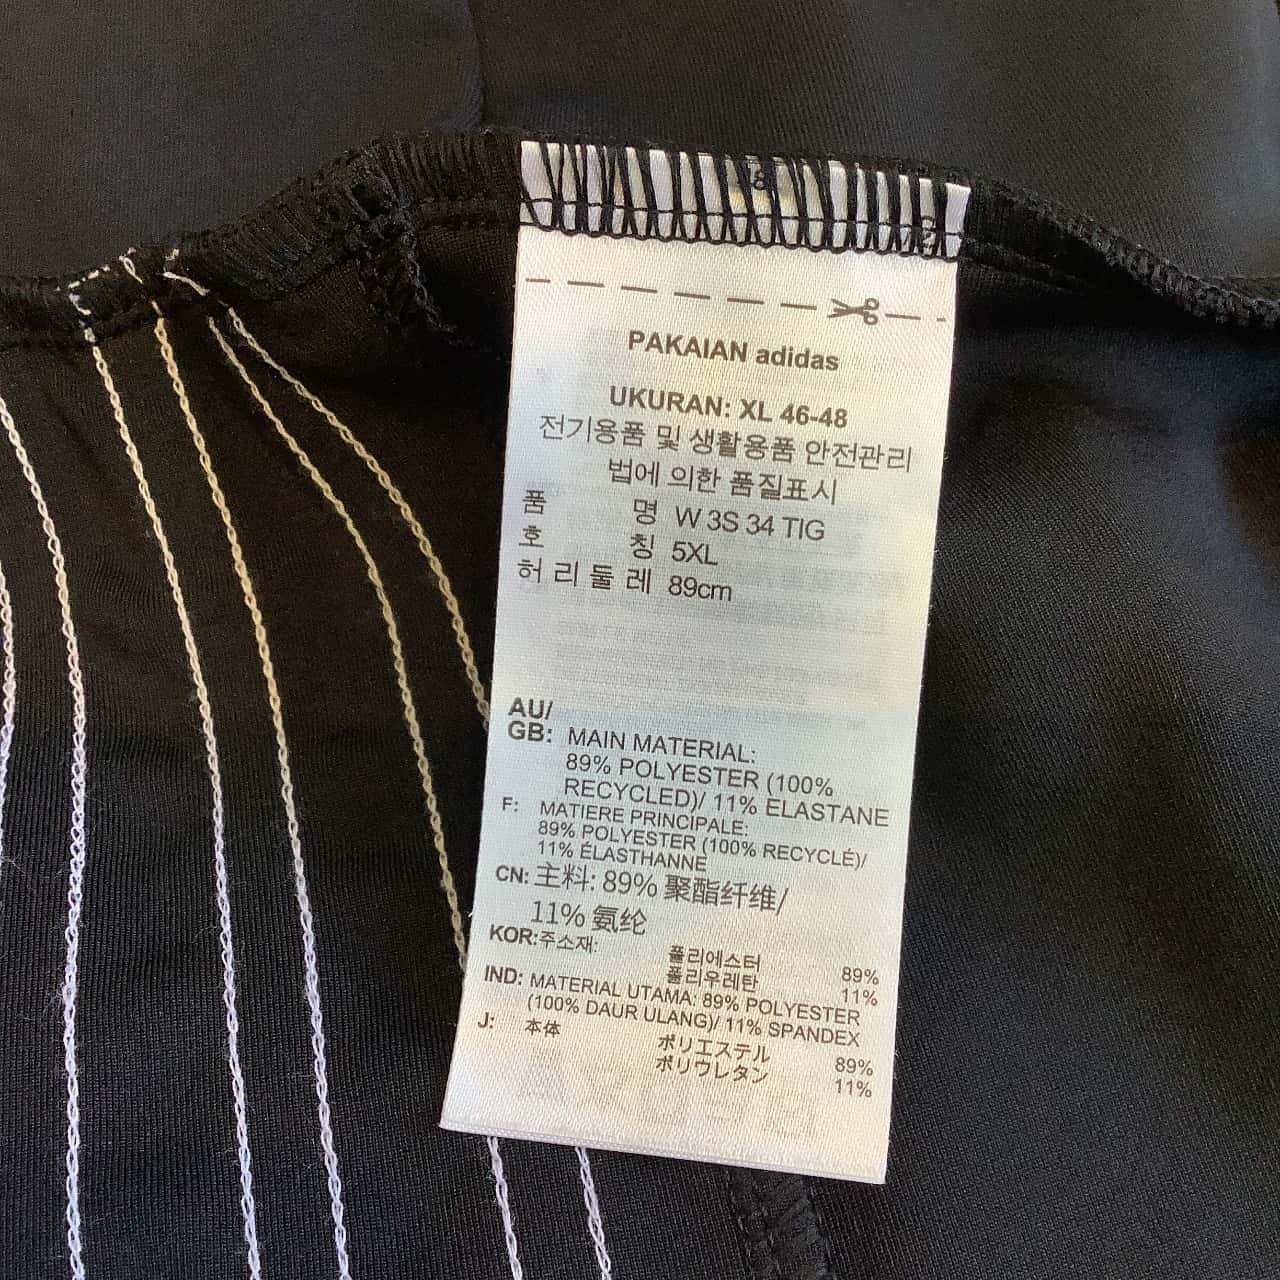 PAKAIAN adidas
UKURAN: XL 46-48
전기용품 및 생활용품 안전관리
법에 의한 품질표시
품 명 W 3S 34 TIG
호 칭 5XL
허 리 둘 레 89cm
AU/
GB: MAIN MATERIAL:
89% POLYESTER (100%
RECYCLED)/ 11% ELASTANE
F: MATIERE PRINCIPALE:
89% POLYESTER (100% RECYCLÉ)/
11% ÉLASTHANNE
CN: 主料: 89% 聚酯纤维/
11% 氨纶
KOR: 주소재:
폴리에스터 89%
폴리우레탄 11%
IND: MATERIAL UTAMA: 89% POLYESTER
(100% DAUR ULANG)/ 11% SPANDEX
J: 本体
ポリエステル 89%
ポリウレタン 11%